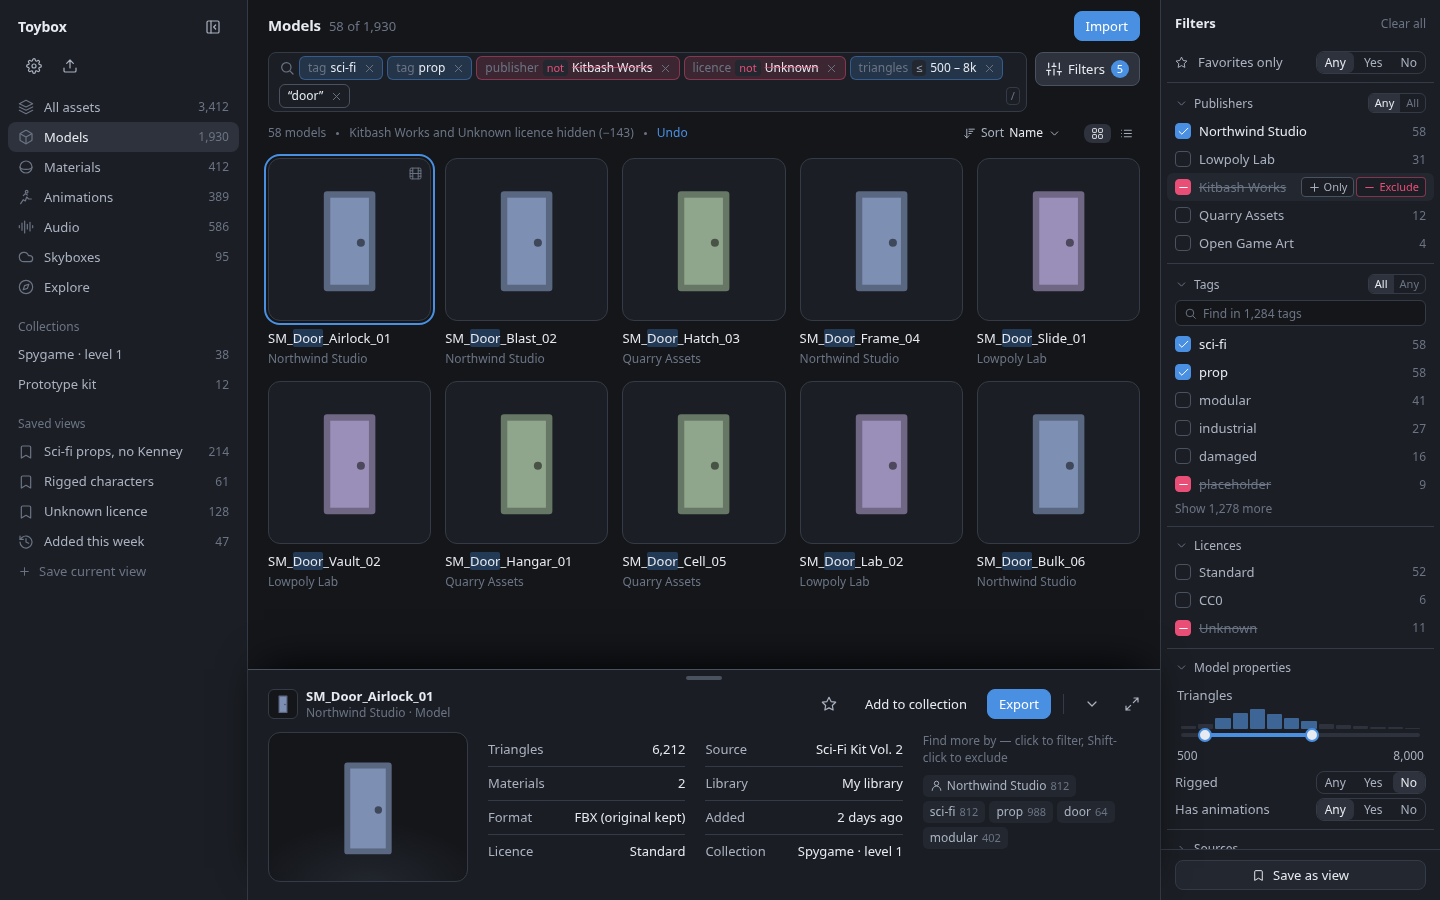 Toybox
All assets 3,412
Models 1,930
Materials 412
Animations 389
Audio 586
Skyboxes 95
Explore
Collections
Spygame · level 1 38
Prototype kit 12
Saved views
Sci-fi props, no Kenney 214
Rigged characters 61
Unknown licence 128
Added this week 47
Save current view
Models 58 of 1,930
Import
tag sci-fi tag prop publisher not Kitbash Works licence not Unknown triangles ≤ 500 – 8k
“door” /
Filters 5
58 models • Kitbash Works and Unknown licence hidden (−143) • Undo
Sort Name
SM_Door_Airlock_01 SM_Door_Blast_02 SM_Door_Hatch_03 SM_Door_Frame_04 SM_Door_Slide_01
Northwind Studio Northwind Studio Quarry Assets Northwind Studio Lowpoly Lab
SM_Door_Vault_02 SM_Door_Hangar_01 SM_Door_Cell_05 SM_Door_Lab_02 SM_Door_Bulk_06
Lowpoly Lab Quarry Assets Quarry Assets Lowpoly Lab Northwind Studio
SM_Door_Airlock_01
Northwind Studio · Model
Add to collection Export
Triangles 6,212
Materials 2
Format FBX (original kept)
Licence Standard
Source Sci-Fi Kit Vol. 2
Library My library
Added 2 days ago
Collection Spygame · level 1
Find more by — click to filter, Shift-
click to exclude
Northwind Studio 812
sci-fi 812 prop 988 door 64
modular 402
Filters Clear all
Favorites only Any Yes No
Publishers Any All
Northwind Studio 58
Lowpoly Lab 31
Kitbash Works + Only − Exclude
Quarry Assets 12
Open Game Art 4
Tags All Any
Find in 1,284 tags
sci-fi 58
prop 58
modular 41
industrial 27
damaged 16
placeholder 9
Show 1,278 more
Licences
Standard 52
CC0 6
Unknown 11
Model properties
Triangles
500 8,000
Rigged Any Yes No
Has animations Any Yes No
Sources
Save as view